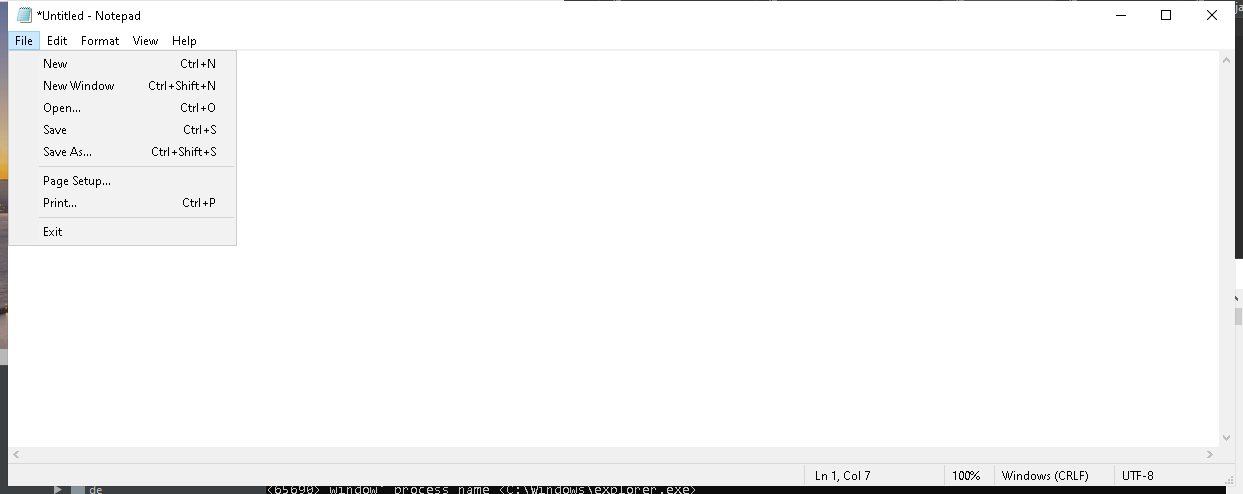 *Untitled - Notepad
File Edit Format View Help
New Ctrl+N
New Window Ctrl+Shift+N
Open... Ctrl+O
Save Ctrl+S
Save As... Ctrl+Shift+S
Page Setup...
Print... Ctrl+P
Exit
Ln 1, Col 7 100% Windows (CRLF) UTF-8
de <65690> window' process name <C:\Windows\explorer.exe>